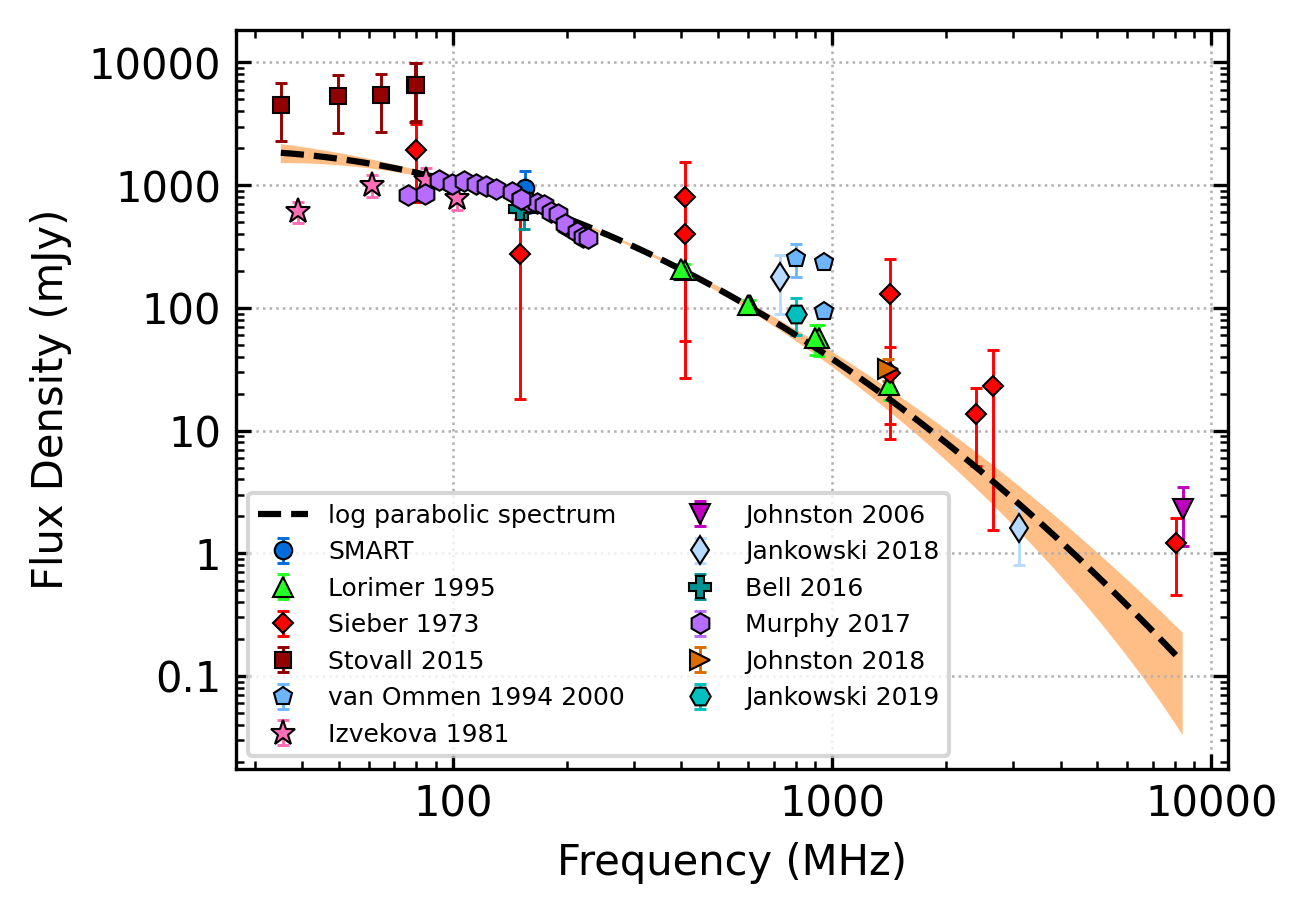 10000
1000
100
10
1
0.1
Flux Density (mJy)
log parabolic spectrum
SMART
Lorimer 1995
Sieber 1973
Stovall 2015
van Ommen 1994 2000
Izvekova 1981
Johnston 2006
Jankowski 2018
Bell 2016
Murphy 2017
Johnston 2018
Jankowski 2019
100 1000 10000
Frequency (MHz)